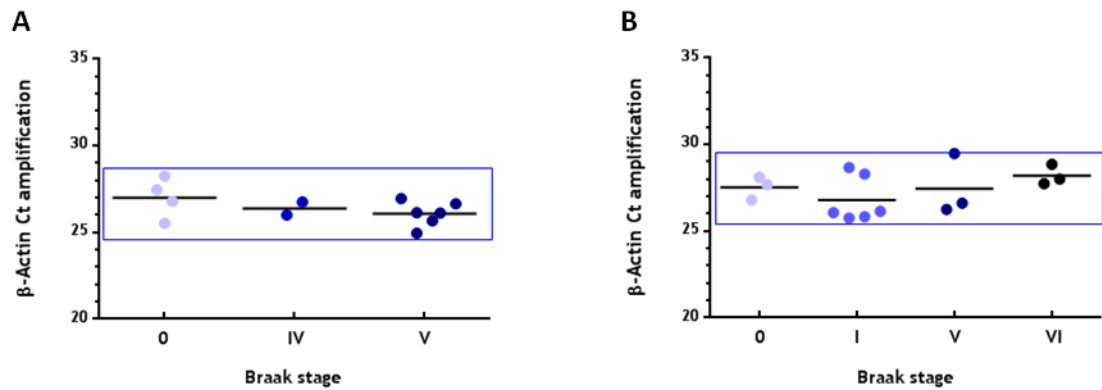 A
β-Actin Ct amplification
35
30
25
20
0 IV V
Braak stage
B
β-Actin Ct amplification
35
30
25
20
0 I V VI
Braak stage